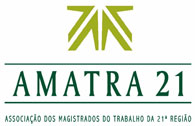 AMATRA 21
ASSOCIAÇÃO DOS MAGISTRADOS DO TRABALHO DA 21ª REGIÃO